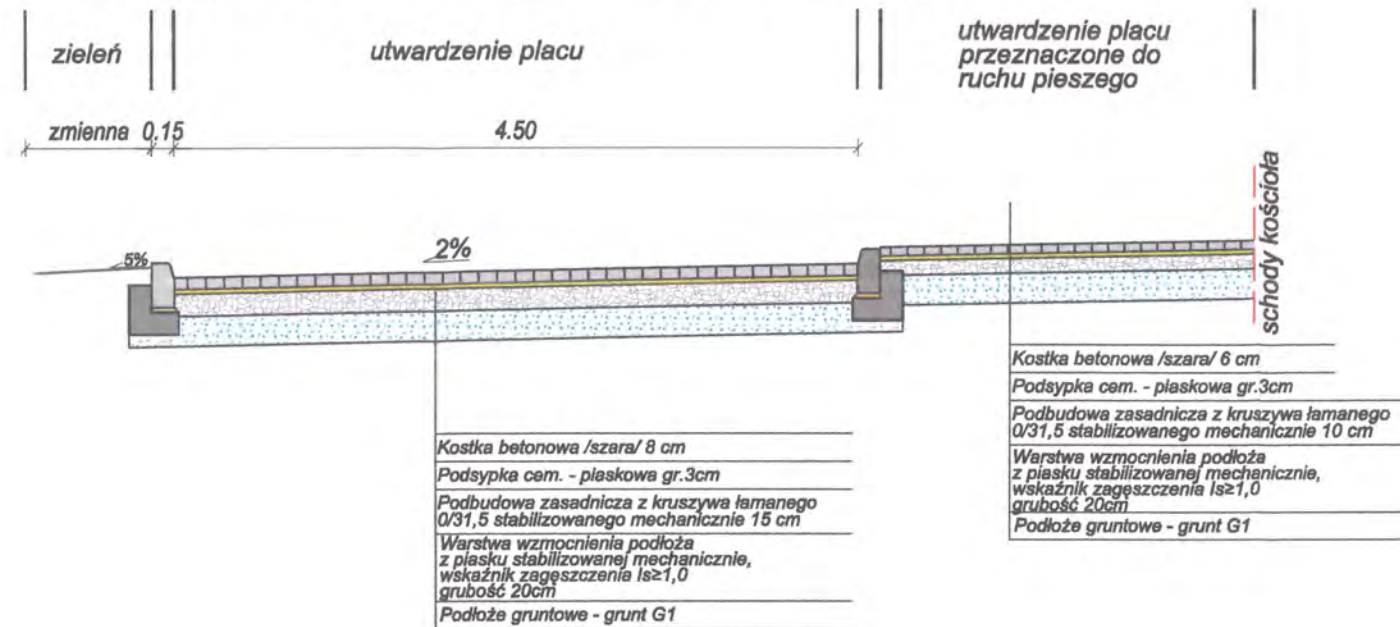 zieleń
utwardzenie placu
utwardzenie placu
przeznaczone do
ruchu pieszego
zmienna 0.15
4.50
5%
2%
schody kościoła
Kostka betonowa /szara/ 6 cm
Podsypka cem. - piaskowa gr.3cm
Podbudowa zasadnicza z kruszywa łamanego
0/31,5 stabilizowanego mechanicznie 10 cm
Warstwa wzmocnienia podłoża
z piasku stabilizowanej mechanicznie,
wskaźnik zagęszczenia Is≥1,0
grubość 20cm
Podłoże gruntowe - grunt G1
Kostka betonowa /szara/ 8 cm
Podsypka cem. - piaskowa gr.3cm
Podbudowa zasadnicza z kruszywa łamanego
0/31,5 stabilizowanego mechanicznie 15 cm
Warstwa wzmocnienia podłoża
z piasku stabilizowanej mechanicznie,
wskaźnik zagęszczenia Is≥1,0
grubość 20cm
Podłoże gruntowe - grunt G1